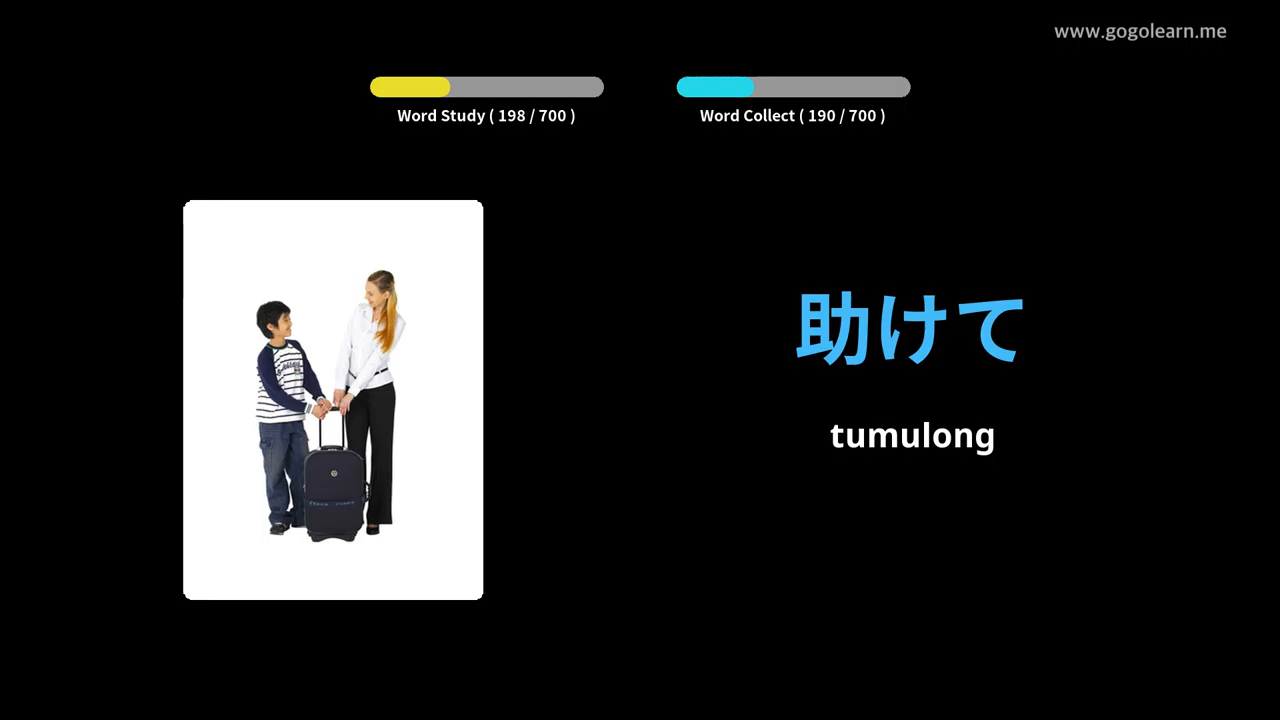 www.gogolearn.me
Word Study ( 198 / 700 )
Word Collect ( 190 / 700 )
助けて
tumulong